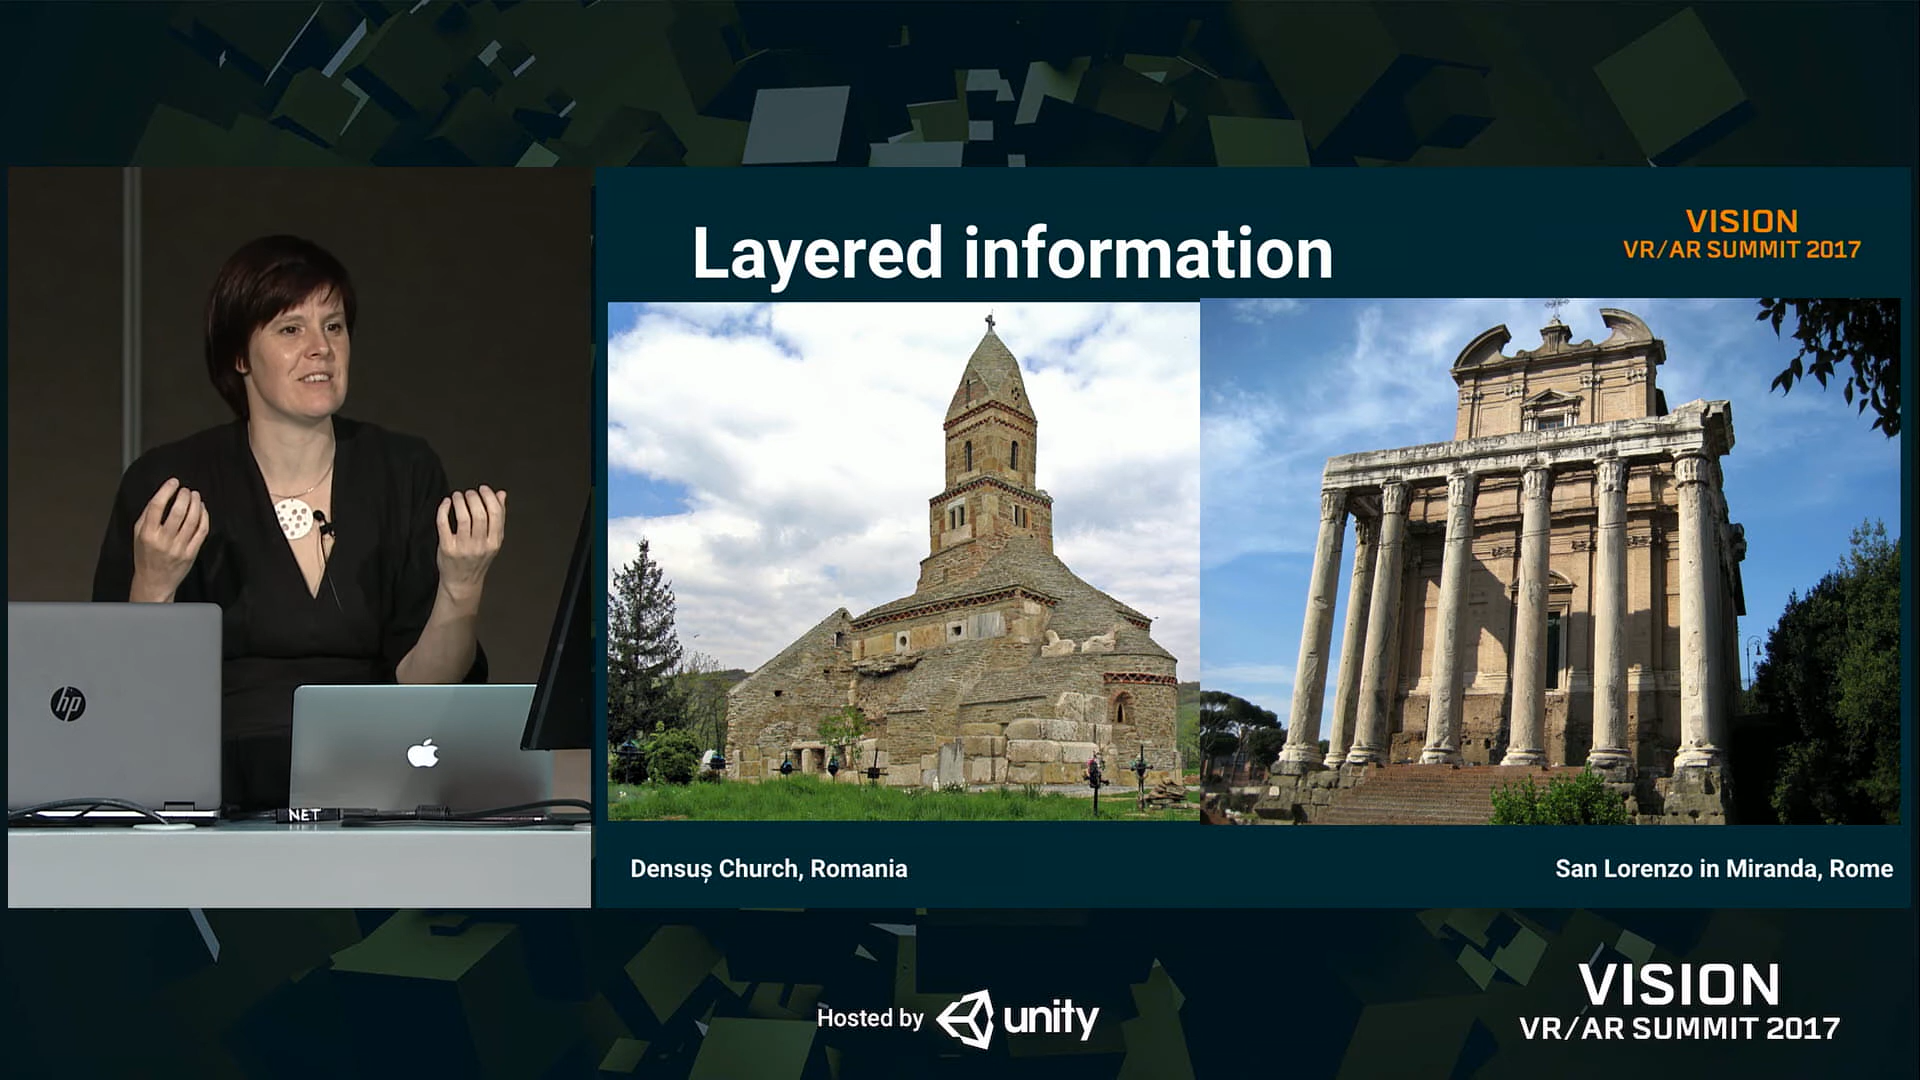 Layered information
VISION
VR/AR SUMMIT 2017
hp
NET
Densuș Church, Romania
San Lorenzo in Miranda, Rome
Hosted by unity
VISION
VR/AR SUMMIT 2017